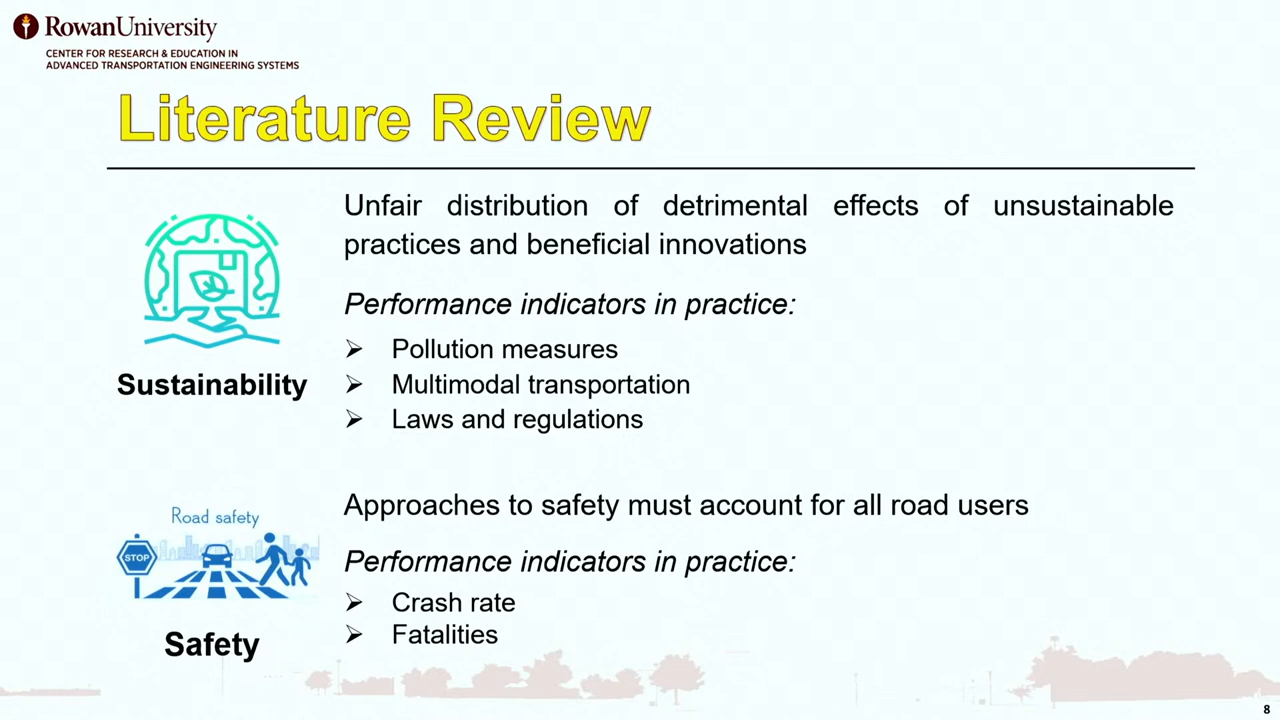 RowanUniversity
CENTER FOR RESEARCH & EDUCATION IN
ADVANCED TRANSPORTATION ENGINEERING SYSTEMS
Literature Review
Unfair distribution of detrimental effects of unsustainable
practices and beneficial innovations
Performance indicators in practice:
Pollution measures
Multimodal transportation
Laws and regulations
Sustainability
Approaches to safety must account for all road users
Performance indicators in practice:
Crash rate
Fatalities
Road safety
STOP
Safety
8